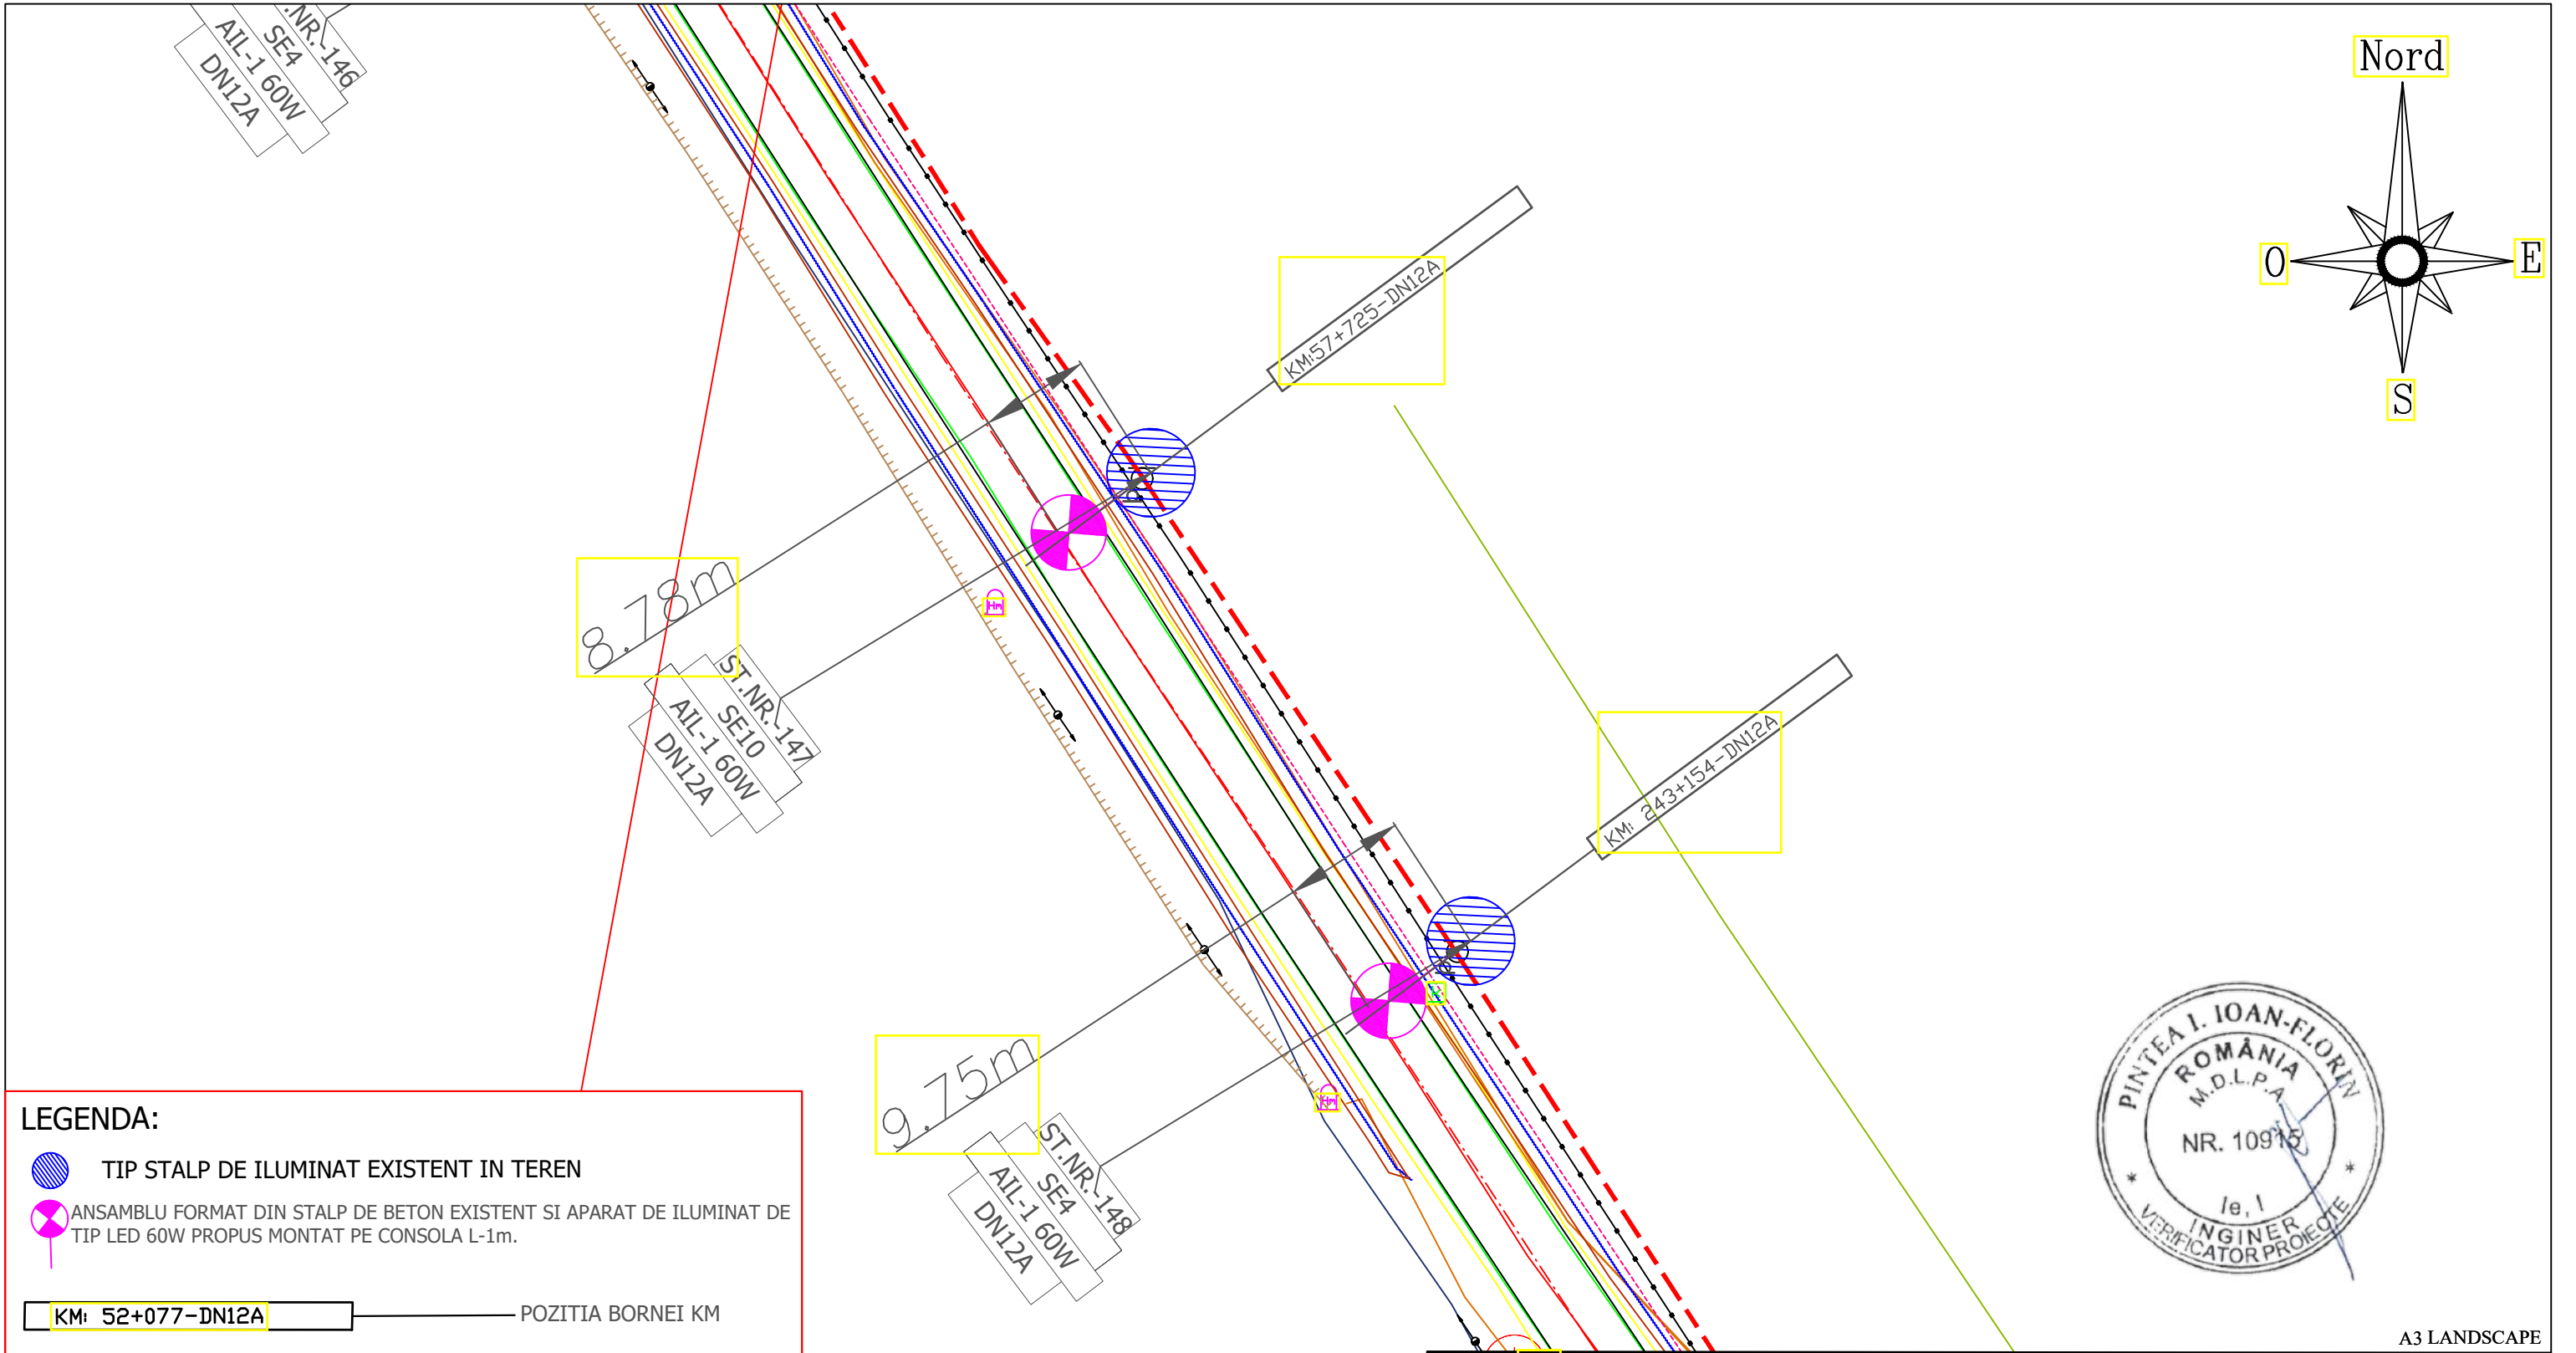 .NR.-146
SE4
AIL-1 60W
DN12A
Nord
O
E
S
KM:57+725-DN12A
8.78m
ST.NR.-147
SE10
AIL-1 60W
DN12A
KM: 243+154-DN12A
9.75m
ST.NR.-148
SE4
AIL-1 60W
DN12A
LEGENDA:
TIP STALP DE ILUMINAT EXISTENT IN TEREN
ANSAMBLU FORMAT DIN STALP DE BETON EXISTENT SI APARAT DE ILUMINAT DE
TIP LED 60W PROPUS MONTAT PE CONSOLA L-1m.
KM: 52+077-DN12A
POZITIA BORNEI KM
PINTEA I. IOAN-FLORIN
ROMÂNIA
M.D.L.P.A
NR. 10915
Ie, I
INGINER
VERIFICATOR PROIECTE
A3 LANDSCAPE